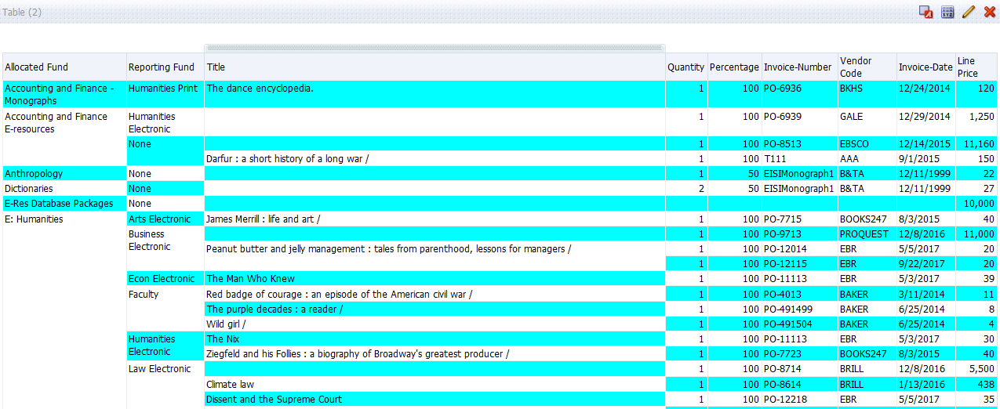 Table (2)
Allocated Fund Reporting Fund Title Quantity Percentage Invoice-Number Vendor Code Invoice-Date Line Price
Accounting and Finance - Monographs Humanities Print The dance encyclopedia. 1 100 PO-6936 BKHS 12/24/2014 120
Accounting and Finance E-resources Humanities Electronic 1 100 PO-6939 GALE 12/29/2014 1,250
None 1 100 PO-8513 EBSCO 12/14/2015 11,160
Darfur : a short history of a long war / 1 100 T111 AAA 9/1/2015 150
Anthropology None 1 50 EISIMonograph1 B&TA 12/11/1999 22
Dictionaries None 2 50 EISIMonograph1 B&TA 12/11/1999 27
E-Res Database Packages None 10,000
E: Humanities Arts Electronic James Merrill : life and art / 1 100 PO-7715 BOOKS247 8/3/2015 40
Business Electronic 1 100 PO-9713 PROQUEST 12/8/2016 11,000
Peanut butter and jelly management : tales from parenthood, lessons for managers / 1 100 PO-12014 EBR 5/5/2017 20
1 100 PO-12115 EBR 9/22/2017 20
Econ Electronic The Man Who Knew 1 100 PO-11113 EBR 5/3/2017 39
Faculty Red badge of courage : an episode of the American civil war / 1 100 PO-4013 BAKER 3/11/2014 11
The purple decades : a reader / 1 100 PO-491499 BAKER 6/25/2014 8
Wild girl / 1 100 PO-491504 BAKER 6/25/2014 4
Humanities Electronic The Nix 1 100 PO-11113 EBR 5/3/2017 30
Ziegfeld and his Follies : a biography of Broadway's greatest producer / 1 100 PO-7723 BOOKS247 8/3/2015 40
Law Electronic 1 100 PO-8714 BRILL 12/8/2016 5,500
Climate law 1 100 PO-8614 BRILL 1/13/2016 438
Dissent and the Supreme Court 1 100 PO-12218 EBR 5/5/2017 35